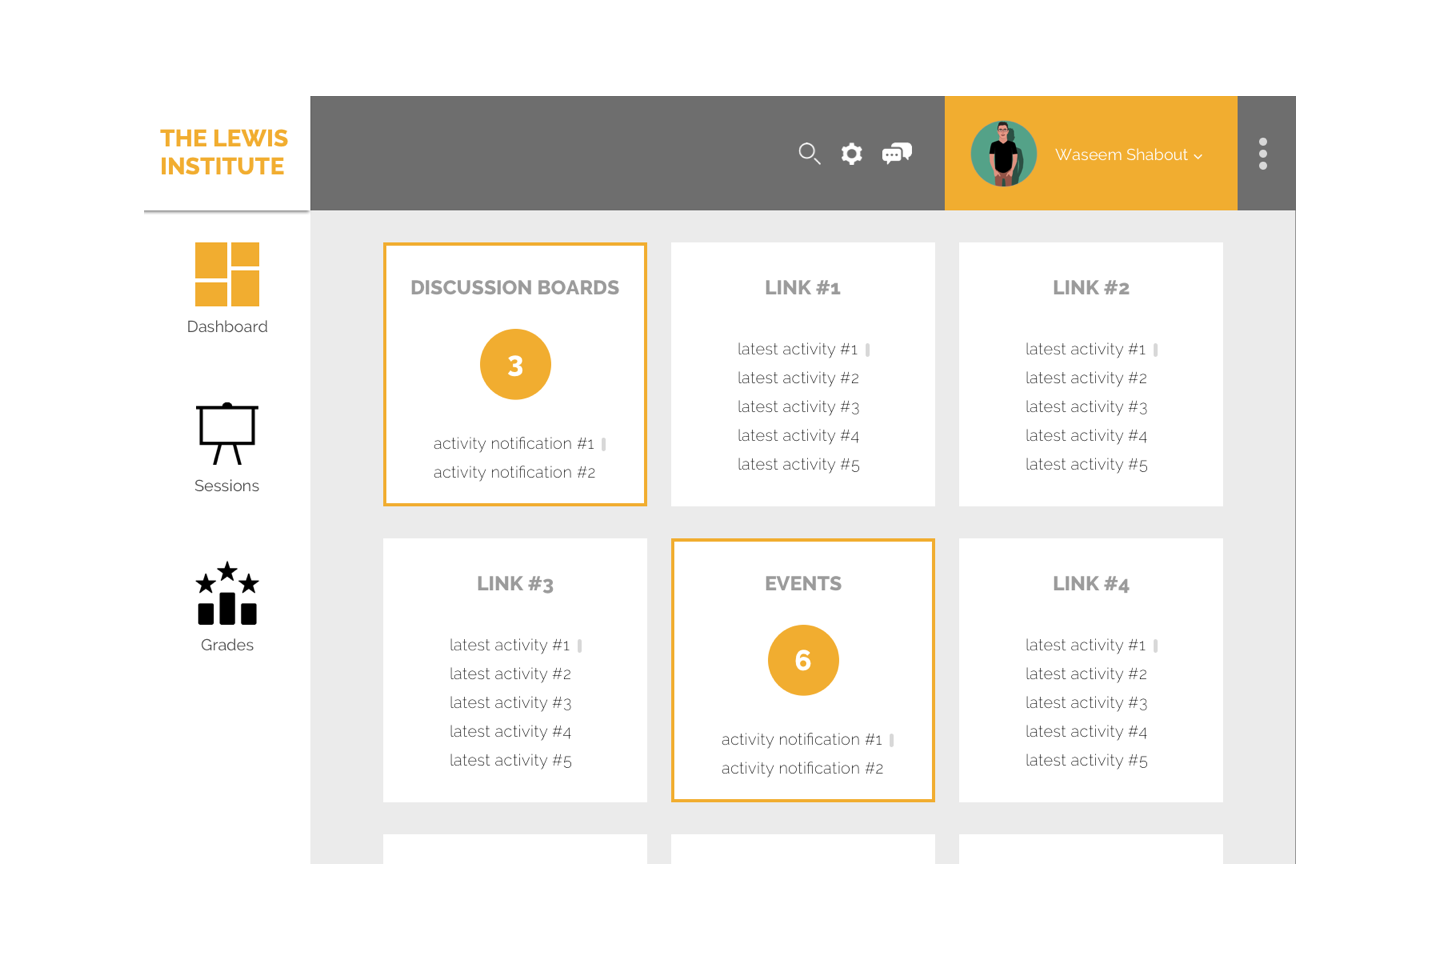 THE LEWIS
INSTITUTE
Waseem Shabout
Dashboard
Sessions
Grades
DISCUSSION BOARDS
3
activity notification #1
activity notification #2
LINK #1
latest activity #1
latest activity #2
latest activity #3
latest activity #4
latest activity #5
LINK #2
latest activity #1
latest activity #2
latest activity #3
latest activity #4
latest activity #5
LINK #3
latest activity #1
latest activity #2
latest activity #3
latest activity #4
latest activity #5
EVENTS
6
activity notification #1
activity notification #2
LINK #4
latest activity #1
latest activity #2
latest activity #3
latest activity #4
latest activity #5